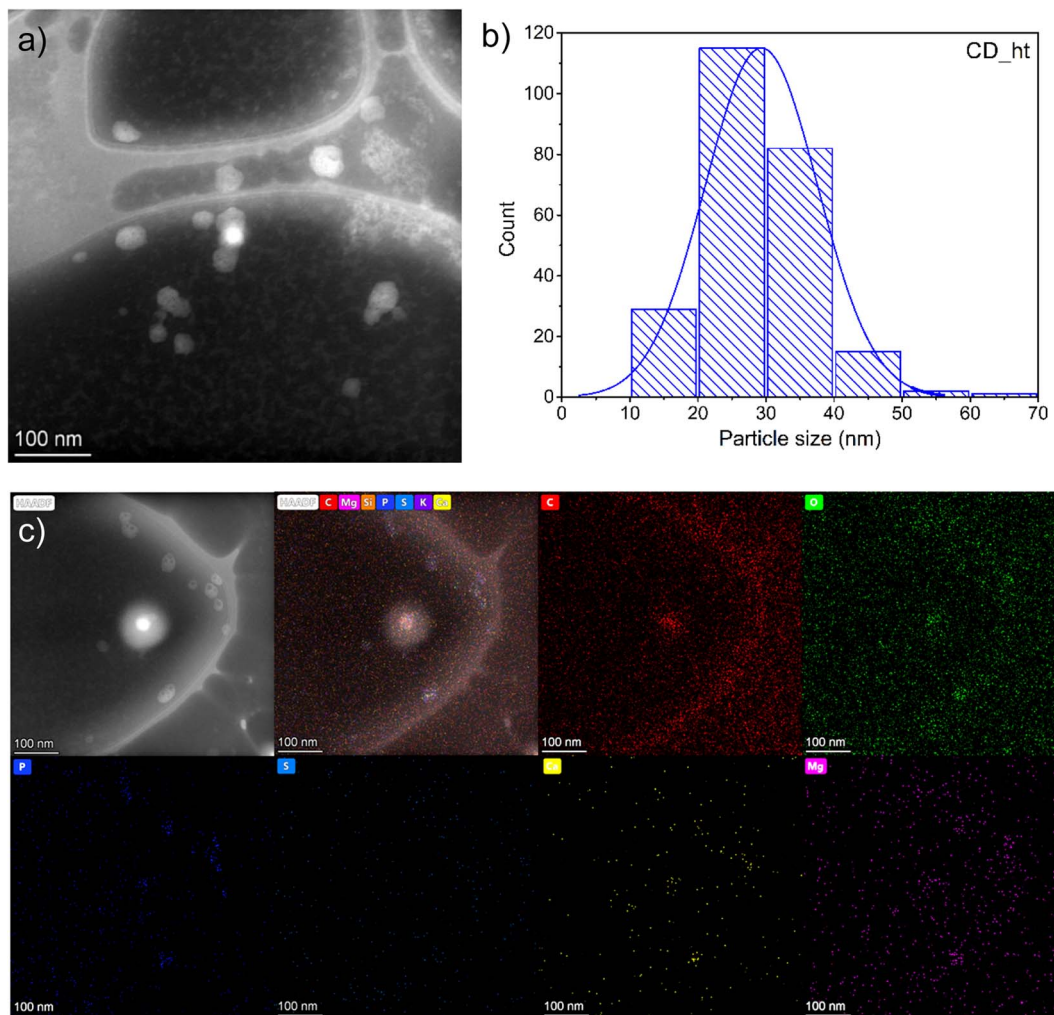 a)
100 nm
b)
CD_ht
120
100
80
60
40
20
0
Count
0 10 20 30 40 50 60 70
Particle size (nm)
c)
HAADF
100 nm
HAADF C Mg Si P S K Ca
100 nm
C
100 nm
O
100 nm
P
100 nm
S
100 nm
Ca
100 nm
Mg
100 nm